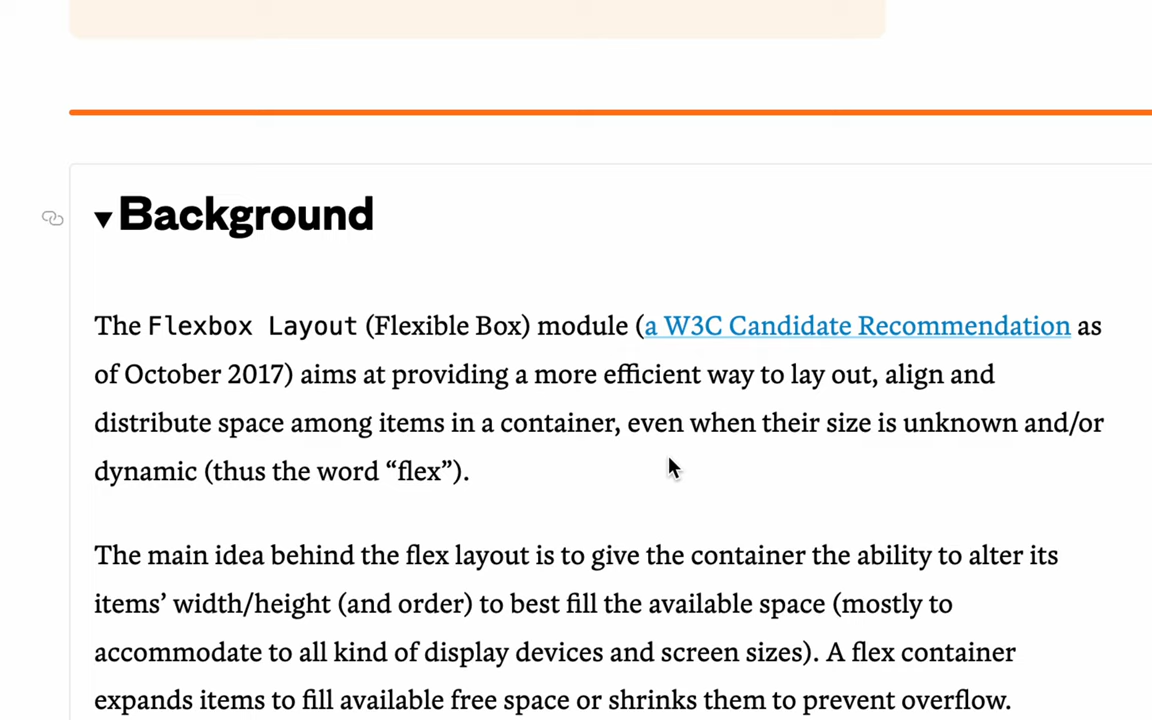 Background
The Flexbox Layout (Flexible Box) module (a W3C Candidate Recommendation as
of October 2017) aims at providing a more efficient way to lay out, align and
distribute space among items in a container, even when their size is unknown and/or
dynamic (thus the word “flex”).
The main idea behind the flex layout is to give the container the ability to alter its
items’ width/height (and order) to best fill the available space (mostly to
accommodate to all kind of display devices and screen sizes). A flex container
expands items to fill available free space or shrinks them to prevent overflow.